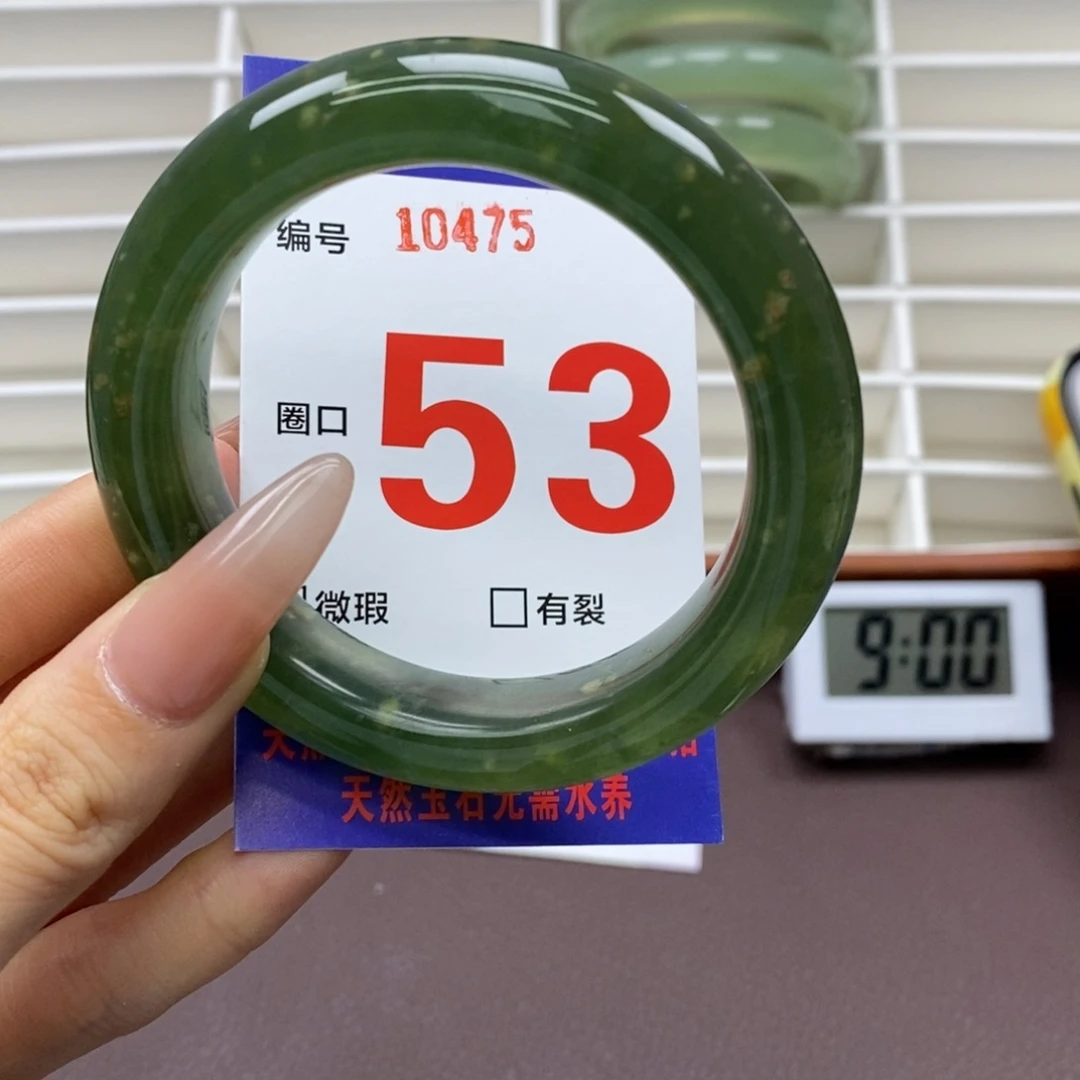 编号 10475
圈口 53
微瑕 有裂
天然玉石无需水养
9:00